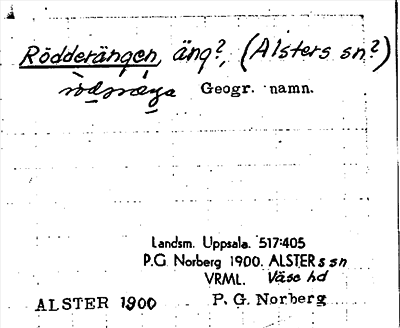 Rödderängen, äng?, (Alsters sn?)
Geogr. namn.
Landsm. Uppsala. 517:405
P.G. Norberg 1900. ALSTERs sn
VRML. Väse hd
ALSTER 1900 P. G. Norberg